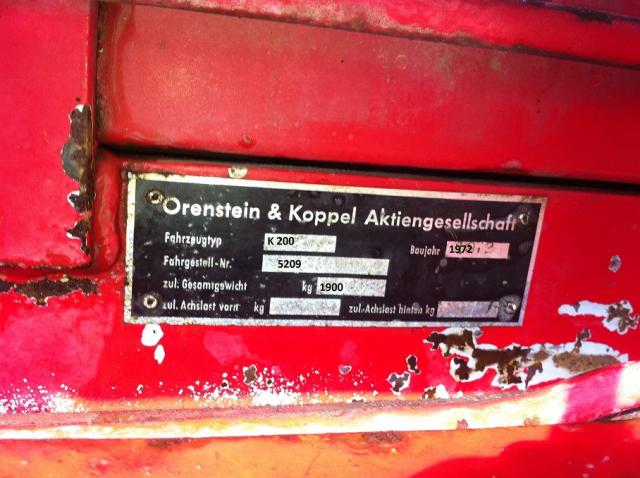 Orenstein & Koppel Aktiengesellschaft
Fahrzeugtyp K 200 Baujahr 1972
Fahrgestell-Nr. 5209
zul. Gesamtgewicht kg 1900
zul. Achslast vorn kg zul. Achslast hinten kg